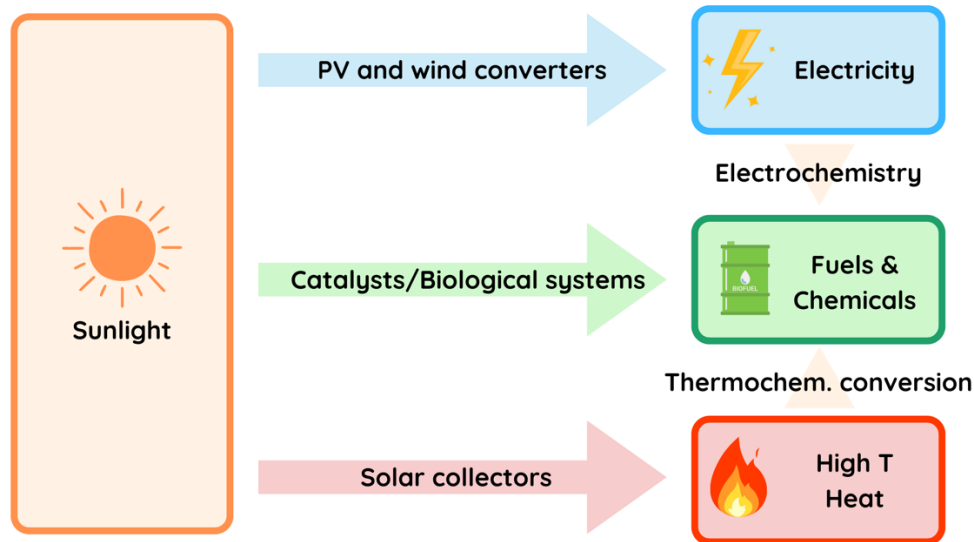 PV and wind converters
Electricity
Electrochemistry
Sunlight
Catalysts/Biological systems
BIOFUEL
Fuels &
Chemicals
Thermochem. conversion
Solar collectors
High T
Heat